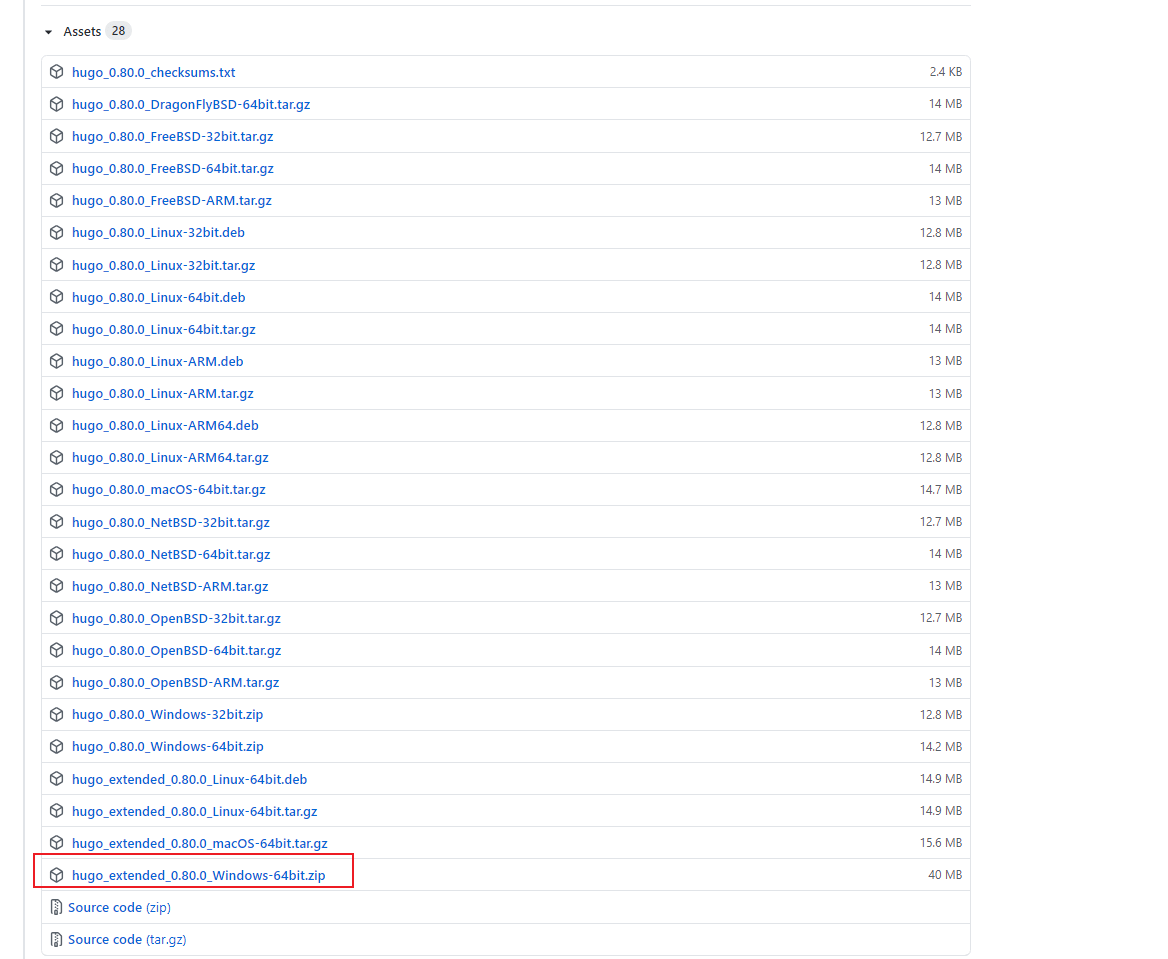 Assets 28
hugo_0.80.0_checksums.txt 2.4 KB
hugo_0.80.0_DragonFlyBSD-64bit.tar.gz 14 MB
hugo_0.80.0_FreeBSD-32bit.tar.gz 12.7 MB
hugo_0.80.0_FreeBSD-64bit.tar.gz 14 MB
hugo_0.80.0_FreeBSD-ARM.tar.gz 13 MB
hugo_0.80.0_Linux-32bit.deb 12.8 MB
hugo_0.80.0_Linux-32bit.tar.gz 12.8 MB
hugo_0.80.0_Linux-64bit.deb 14 MB
hugo_0.80.0_Linux-64bit.tar.gz 14 MB
hugo_0.80.0_Linux-ARM.deb 13 MB
hugo_0.80.0_Linux-ARM.tar.gz 13 MB
hugo_0.80.0_Linux-ARM64.deb 12.8 MB
hugo_0.80.0_Linux-ARM64.tar.gz 12.8 MB
hugo_0.80.0_macOS-64bit.tar.gz 14.7 MB
hugo_0.80.0_NetBSD-32bit.tar.gz 12.7 MB
hugo_0.80.0_NetBSD-64bit.tar.gz 14 MB
hugo_0.80.0_NetBSD-ARM.tar.gz 13 MB
hugo_0.80.0_OpenBSD-32bit.tar.gz 12.7 MB
hugo_0.80.0_OpenBSD-64bit.tar.gz 14 MB
hugo_0.80.0_OpenBSD-ARM.tar.gz 13 MB
hugo_0.80.0_Windows-32bit.zip 12.8 MB
hugo_0.80.0_Windows-64bit.zip 14.2 MB
hugo_extended_0.80.0_Linux-64bit.deb 14.9 MB
hugo_extended_0.80.0_Linux-64bit.tar.gz 14.9 MB
hugo_extended_0.80.0_macOS-64bit.tar.gz 15.6 MB
hugo_extended_0.80.0_Windows-64bit.zip 40 MB
Source code (zip)
Source code (tar.gz)